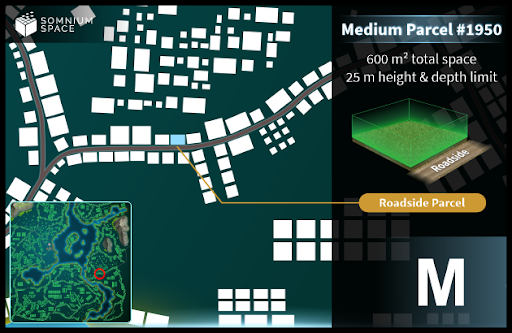 SOMNIUM
SPACE
Medium Parcel #1950
600 m² total space
25 m height & depth limit
Roadside
Roadside Parcel
M